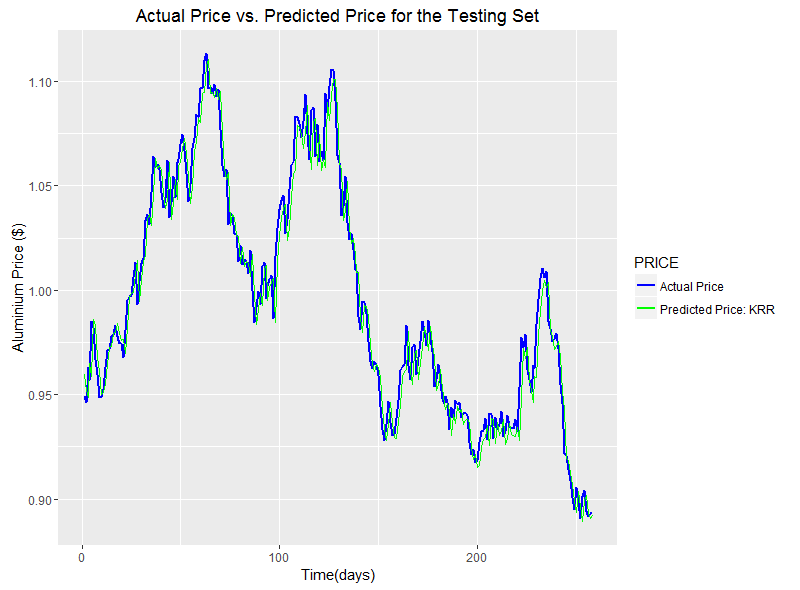 Actual Price vs. Predicted Price for the Testing Set
1.10
1.05
1.00
0.95
0.90
Aluminium Price ($)
0
100
200
Time(days)
PRICE
Actual Price
Predicted Price: KRR